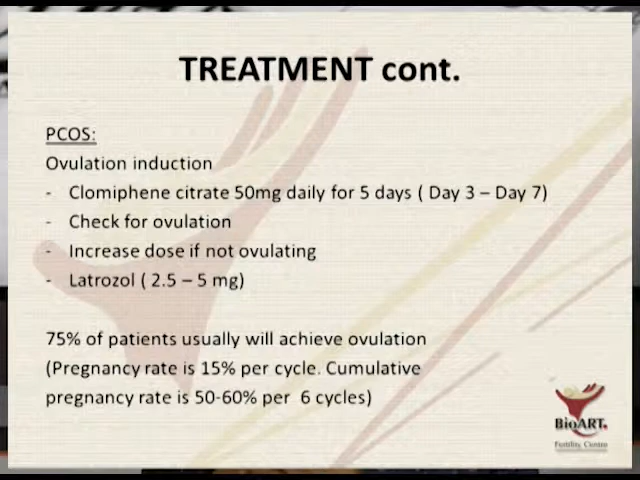 TREATMENT cont.
PCOS:
Ovulation induction
- Clomiphene citrate 50mg daily for 5 days ( Day 3 – Day 7)
- Check for ovulation
- Increase dose if not ovulating
- Latrozol ( 2.5 – 5 mg)
75% of patients usually will achieve ovulation
(Pregnancy rate is 15% per cycle. Cumulative
pregnancy rate is 50-60% per 6 cycles)
BioART.
Fertility Centre